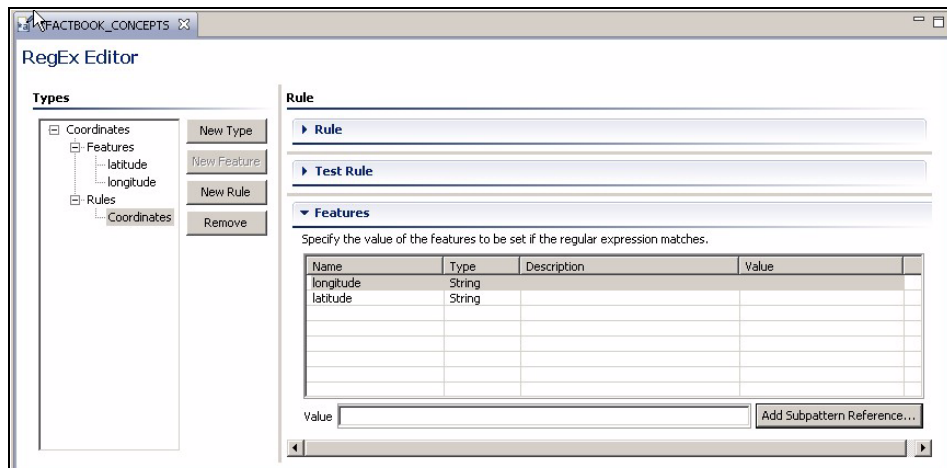 FACTBOOK_CONCEPTS
RegEx Editor
Types
Coordinates
Features
latitude
longitude
Rules
Coordinates
New Type
New Feature
New Rule
Remove
Rule
Rule
Test Rule
Features
Specify the value of the features to be set if the regular expression matches.
Name Type Description Value
longitude String
latitude String
Value Add Subpattern Reference...